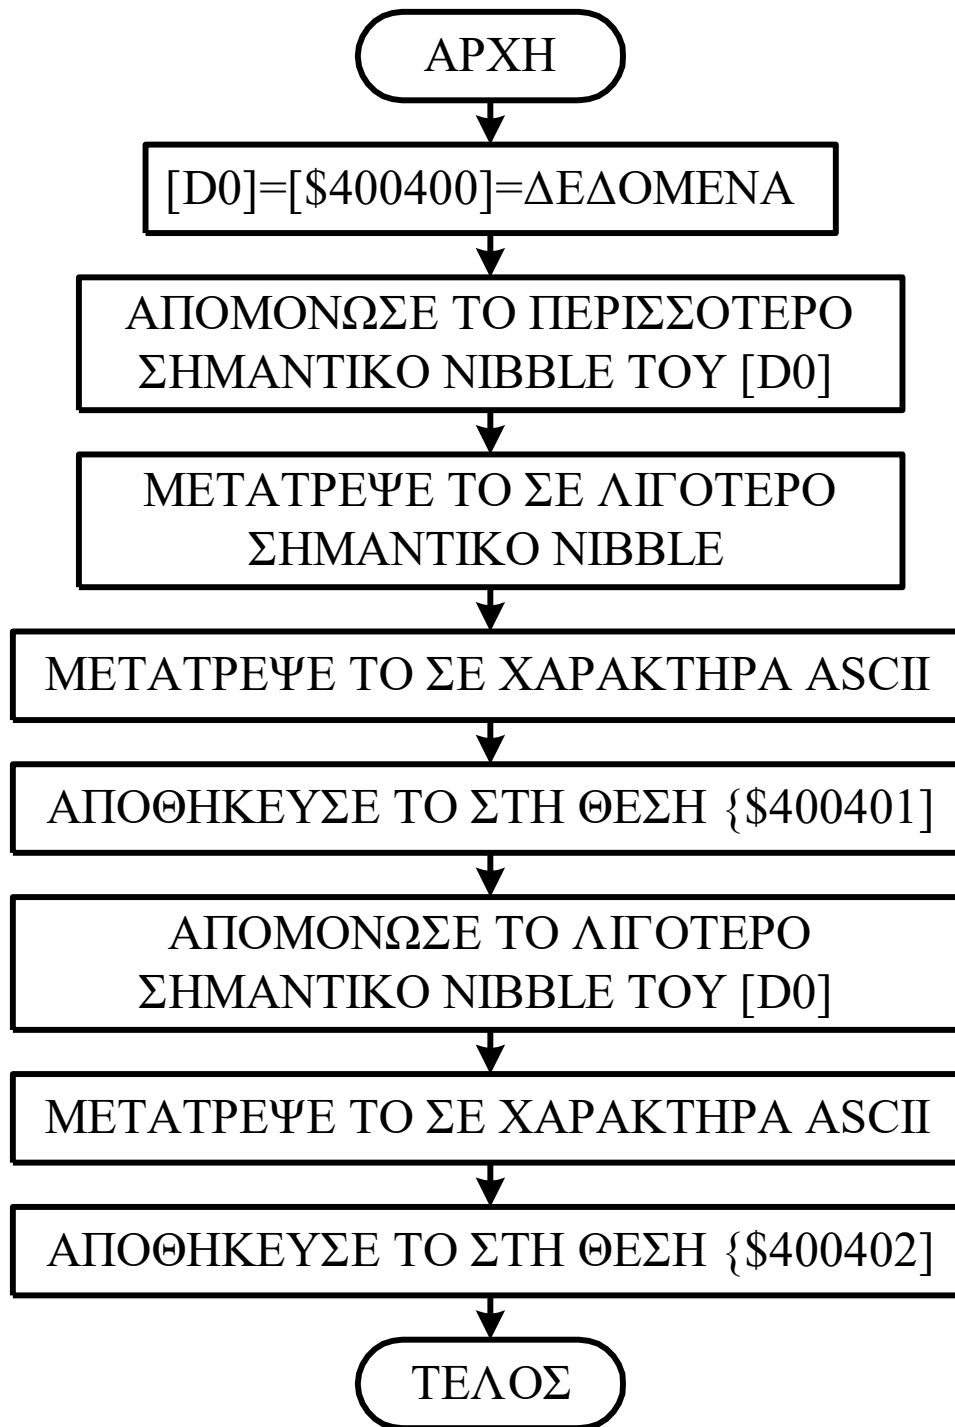 ΑΡΧΗ
[D0]=[$400400]=ΔΕΔΟΜΕΝΑ
ΑΠΟΜΟΝΩΣΕ ΤΟ ΠΕΡΙΣΣΟΤΕΡΟ
ΣΗΜΑΝΤΙΚΟ NIBBLE ΤΟΥ [D0]
ΜΕΤΑΤΡΕΨΕ ΤΟ ΣΕ ΛΙΓΟΤΕΡΟ
ΣΗΜΑΝΤΙΚΟ NIBBLE
ΜΕΤΑΤΡΕΨΕ ΤΟ ΣΕ ΧΑΡΑΚΤΗΡΑ ASCII
ΑΠΟΘΗΚΕΥΣΕ ΤΟ ΣΤΗ ΘΕΣΗ {$400401]
ΑΠΟΜΟΝΩΣΕ ΤΟ ΛΙΓΟΤΕΡΟ
ΣΗΜΑΝΤΙΚΟ NIBBLE ΤΟΥ [D0]
ΜΕΤΑΤΡΕΨΕ ΤΟ ΣΕ ΧΑΡΑΚΤΗΡΑ ASCII
ΑΠΟΘΗΚΕΥΣΕ ΤΟ ΣΤΗ ΘΕΣΗ {$400402]
ΤΕΛΟΣ